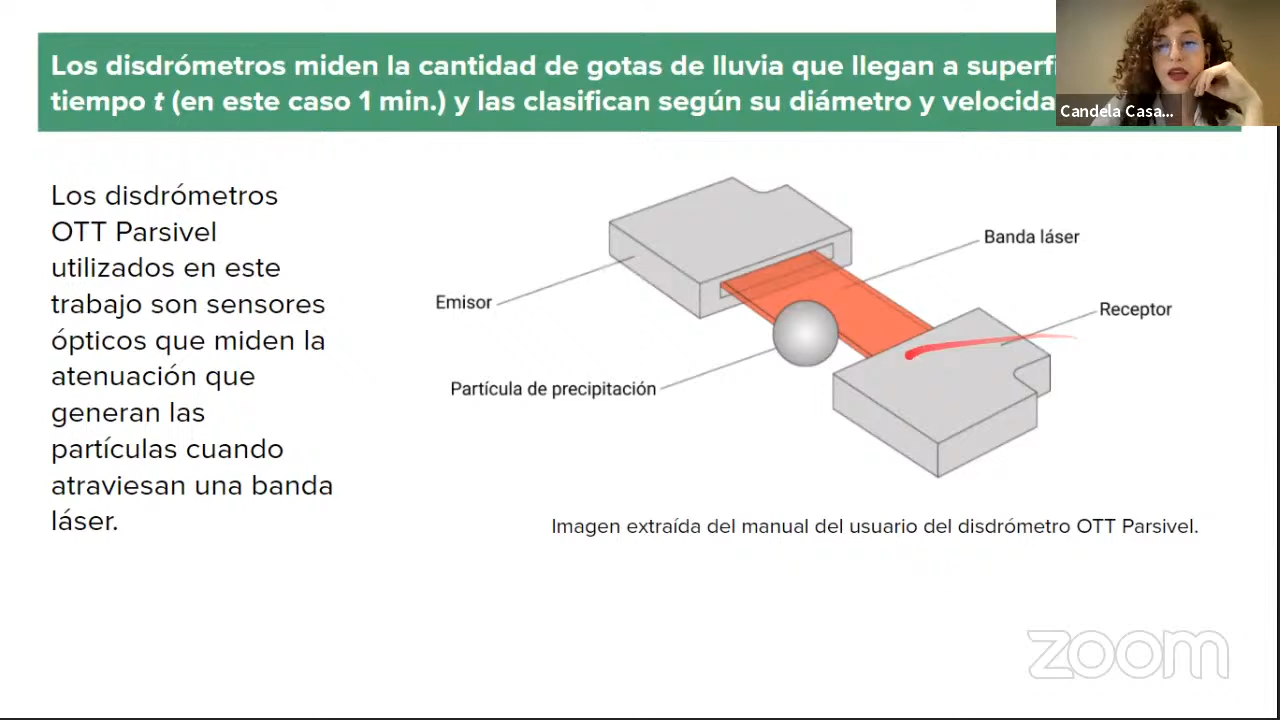 Los disdrómetros miden la cantidad de gotas de lluvia que llegan a
tiempo t (en este caso 1 min.) y las clasifican según su diámetro y
Candela Casa...
Los disdrómetros
OTT Parsivel
utilizados en este
trabajo son sensores
ópticos que miden la
atenuación que
generan las
partículas cuando
atraviesan una banda
láser.
Banda láser
Emisor
Receptor
Partícula de precipitación
Imagen extraída del manual del usuario del disdrómetro OTT Parsivel.
zoom